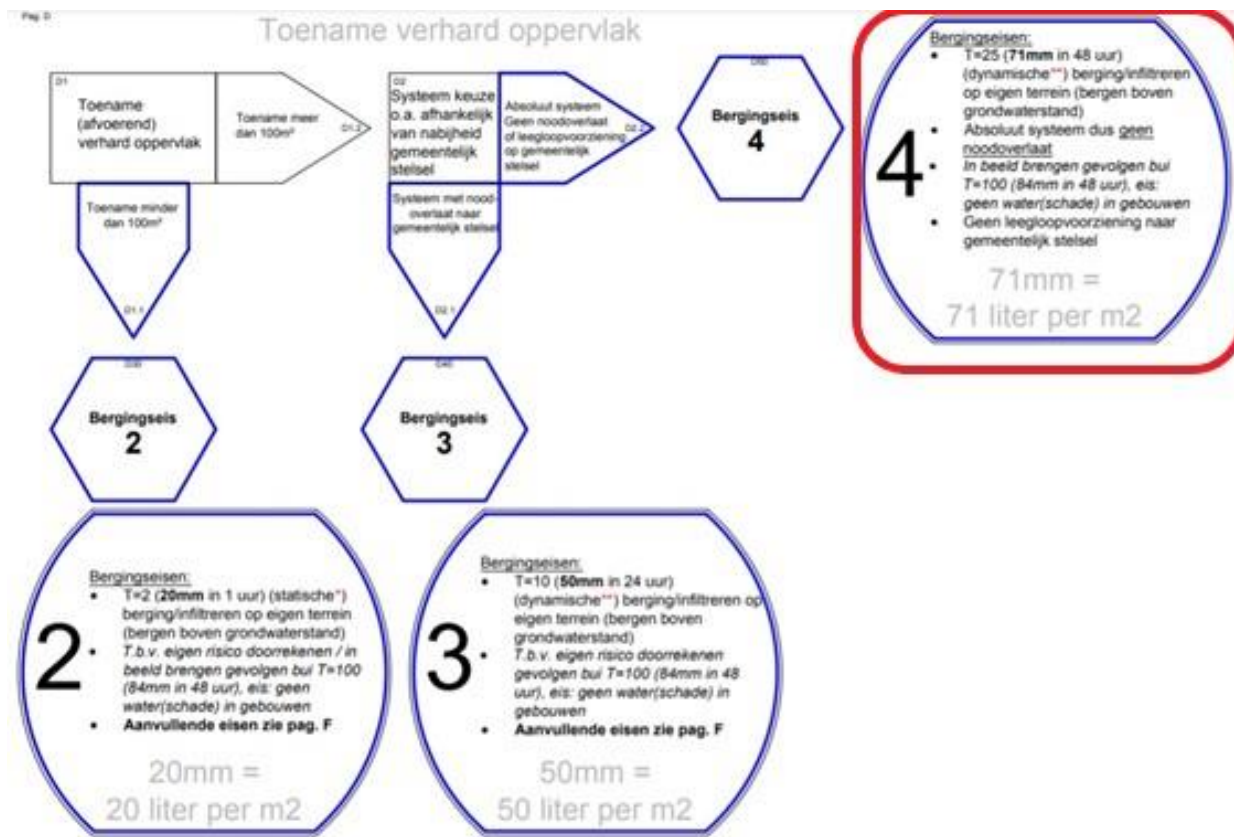 Pag. D
Toename verhard oppervlak
D1
Toename
(afvoerend)
verhard oppervlak
Toename meer
dan 100m²
D1.2
D2
Systeem keuze
o.a. afhankelijk
van nabijheid
gemeentelijk
stelsel
Absoluut systeem
Geen noodoverlaat
of leegloopvoorziening
op gemeentelijk
stelsel
D2.2
D50
Bergingseis
4
4
Bergingseisen:
• T=25 (71mm in 48 uur)
(dynamische**) berging/infiltreren
op eigen terrein (bergen boven
grondwaterstand)
• Absoluut systeem dus geen
noodoverlaat
• In beeld brengen gevolgen bui
T=100 (84mm in 48 uur), eis:
geen water(schade) in gebouwen
• Geen leegloopvoorziening naar
gemeentelijk stelsel
71mm =
71 liter per m2
Toename minder
dan 100m²
D1.1
Systeem met nood-
overlaat naar
gemeentelijk stelsel
D2.1
D30
Bergingseis
2
D40
Bergingseis
3
2
Bergingseisen:
• T=2 (20mm in 1 uur) (statische*)
berging/infiltreren op eigen terrein
(bergen boven grondwaterstand)
• T.b.v. eigen risico doorrekenen / in
beeld brengen gevolgen bui T=100
(84mm in 48 uur), eis: geen
water(schade) in gebouwen
• Aanvullende eisen zie pag. F
20mm =
20 liter per m2
3
Bergingseisen:
• T=10 (50mm in 24 uur)
(dynamische**) berging/infiltreren op
eigen terrein (bergen boven
grondwaterstand)
• T.b.v. eigen risico doorrekenen
gevolgen bui T=100 (84mm in 48
uur), eis: geen water(schade) in
gebouwen
• Aanvullende eisen zie pag. F
50mm =
50 liter per m2